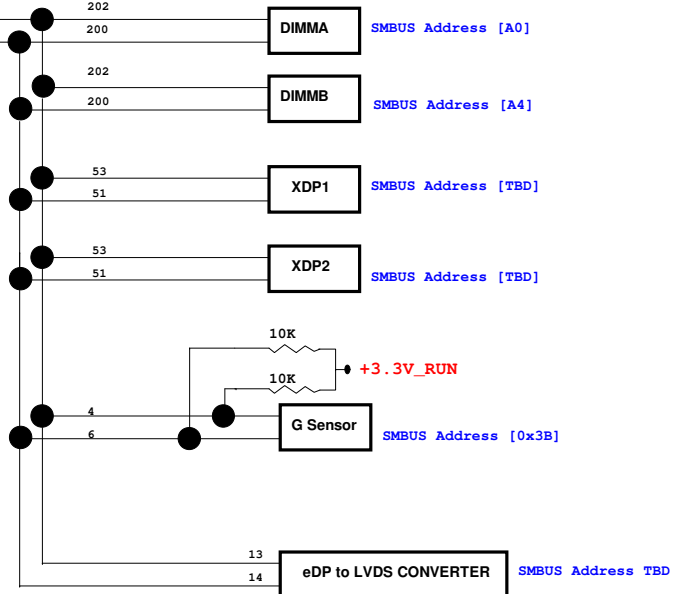 202
200
DIMMA
SMBUS Address [A0]
202
200
DIMMB
SMBUS Address [A4]
53
51
XDP1
SMBUS Address [TBD]
53
51
XDP2
SMBUS Address [TBD]
10K
10K
+3.3V_RUN
4
6
G Sensor
SMBUS Address [0x3B]
13
14
eDP to LVDS CONVERTER
SMBUS Address TBD